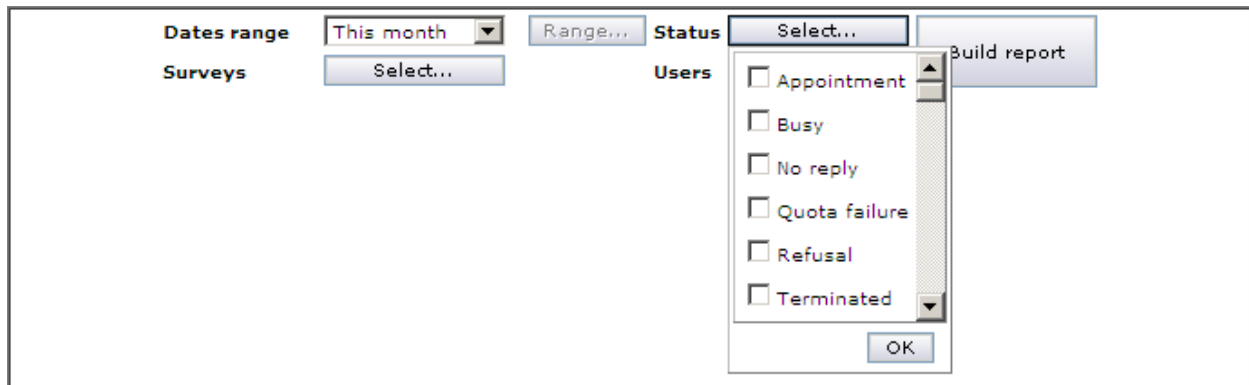 Dates range This month Range... Status Select... Build report
Surveys Select... Users
Appointment
Busy
No reply
Quota failure
Refusal
Terminated
OK